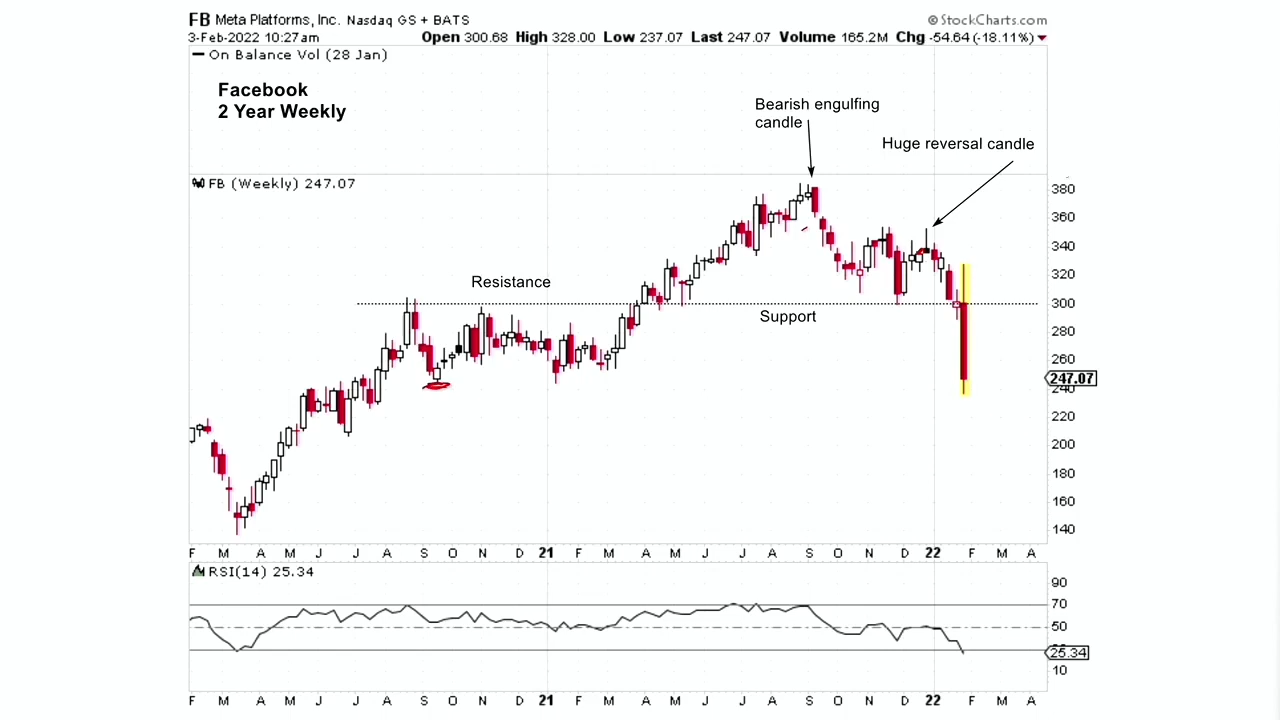 FB Meta Platforms, Inc. Nasdaq GS + BATS
© StockCharts.com
3-Feb-2022 10:27am
Open 300.68 High 328.00 Low 237.07 Last 247.07 Volume 165.2M Chg -54.64 (-18.11%)
On Balance Vol (28 Jan)
Facebook
2 Year Weekly
Bearish engulfing
candle
Huge reversal candle
FB (Weekly) 247.07
380
360
340
320
Resistance
300
Support
280
260
247.07
240
220
200
180
160
140
F M A M J J A S O N D 21 F M A M J J A S O N D 22 F M A
RSI(14) 25.34
90
70
50
25.34
10
F M A M J J A S O N D 21 F M A M J J A S O N D 22 F M A